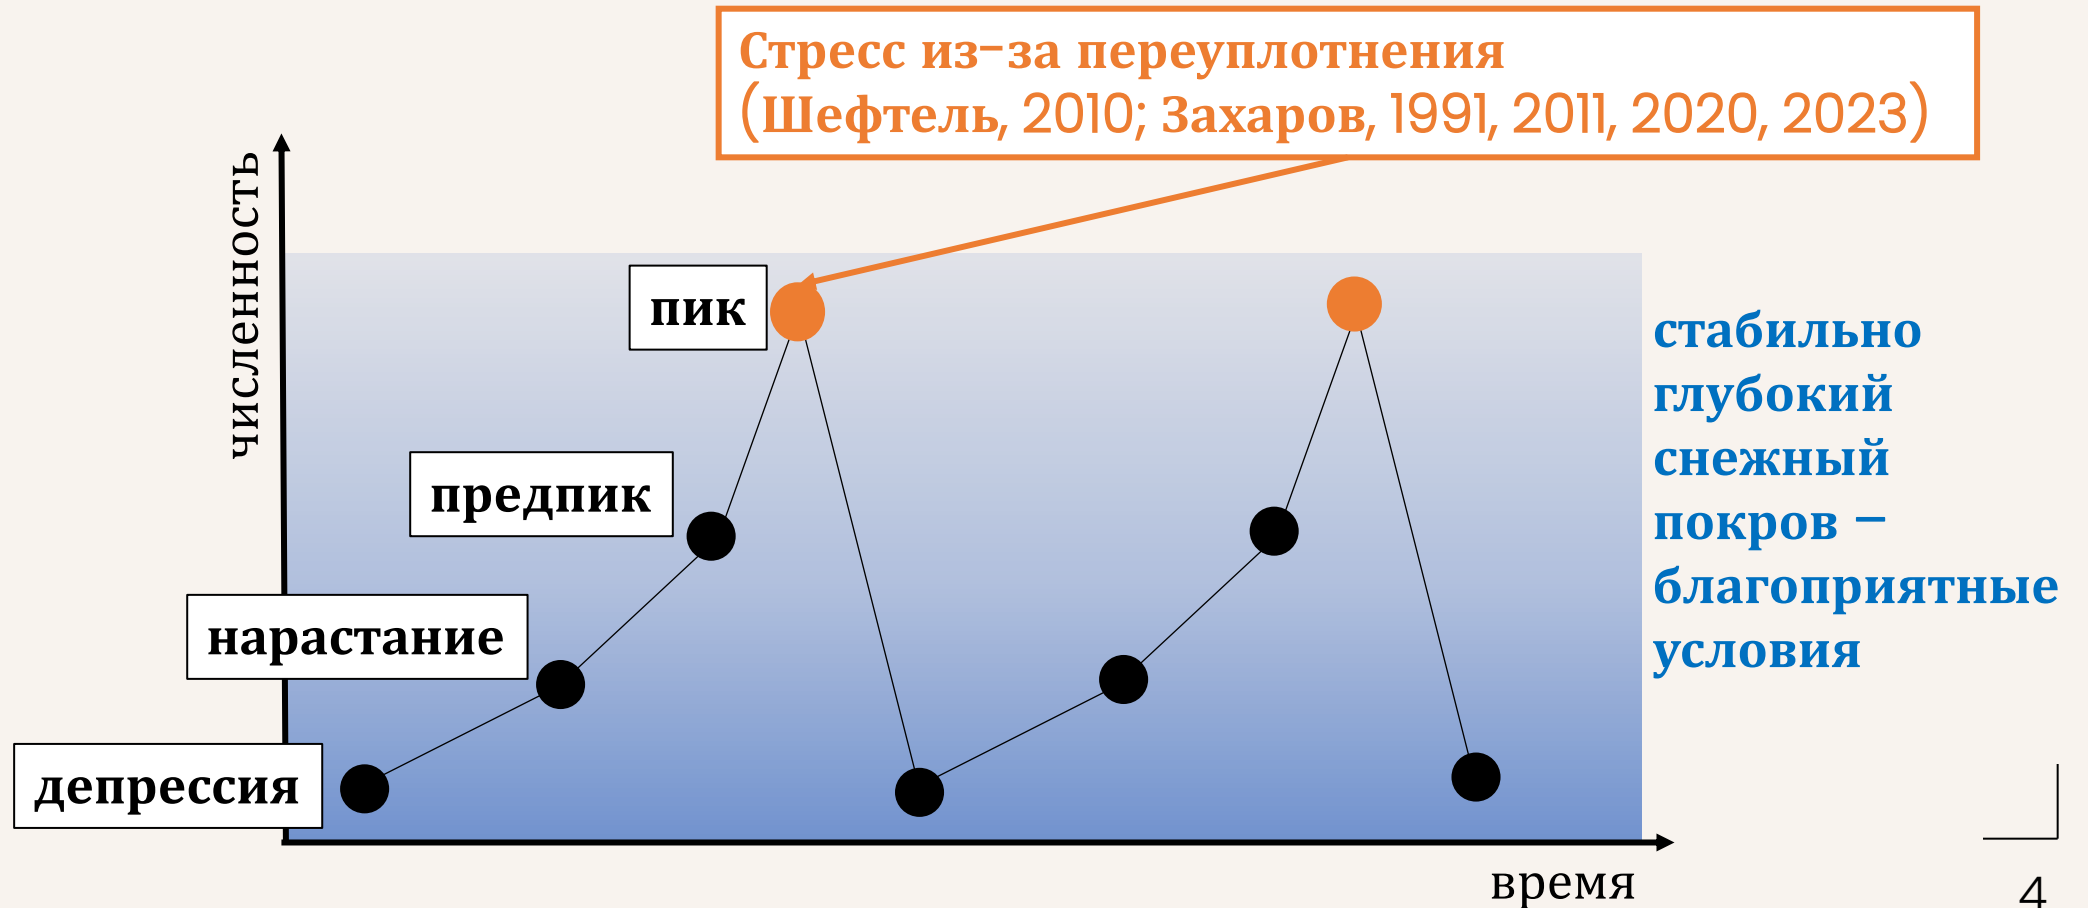 Стресс из-за переуплотнения
(Шефтель, 2010; Захаров, 1991, 2011, 2020, 2023)
численность
пик
предпик
нарастание
депрессия
стабильно
глубокий
снежный
покров –
благоприятные
условия
время
4